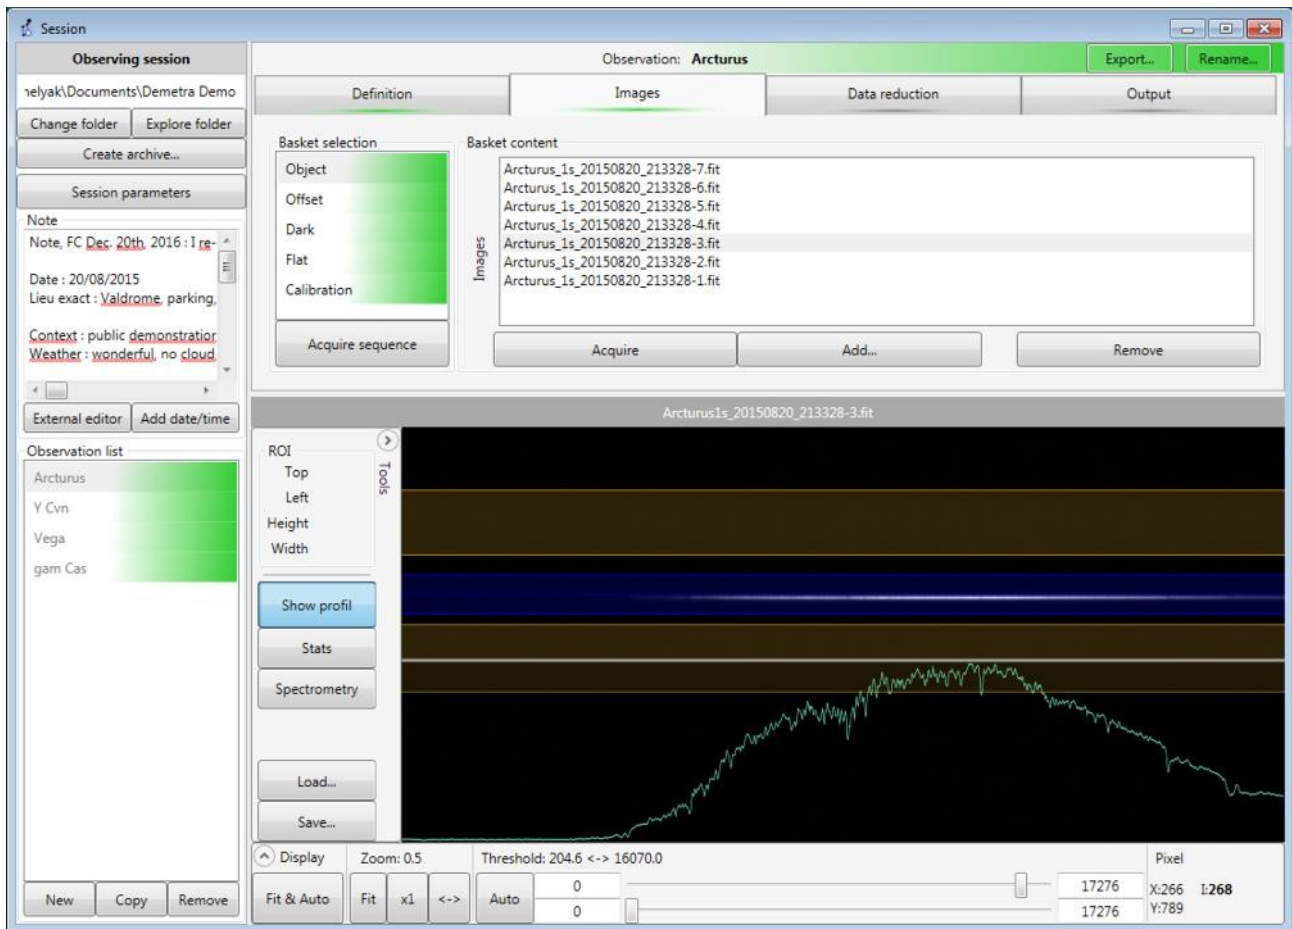 Session
Observing session
nelyak\Documents\Demetra Demo
Change folder Explore folder
Create archive...
Session parameters
Note
Note, FC Dec. 20th, 2016 : I re-
Date : 20/08/2015
Lieu exact : Valdrome, parking,
Context : public demonstration
Weather : wonderful, no cloud
External editor Add date/time
Observation list
Arcturus
Y Cvn
Vega
gam Cas
New Copy Remove
Observation: Arcturus Export... Rename...
Definition Images Data reduction Output
Basket selection
Object
Offset
Dark
Flat
Calibration
Acquire sequence
Basket content
Images
Arcturus_1s_20150820_213328-7.fit
Arcturus_1s_20150820_213328-6.fit
Arcturus_1s_20150820_213328-5.fit
Arcturus_1s_20150820_213328-4.fit
Arcturus_1s_20150820_213328-3.fit
Arcturus_1s_20150820_213328-2.fit
Arcturus_1s_20150820_213328-1.fit
Acquire Add... Remove
Arcturus1s_20150820_213328-3.fit
ROI
Top
Left
Height
Width
Tools
Show profil
Stats
Spectrometry
Load...
Save...
Display Zoom: 0.5 Threshold: 204.6 <-> 16070.0 Pixel
Fit & Auto Fit x1 <-> Auto
0 17276
0 17276
X:266 I:268
Y:789